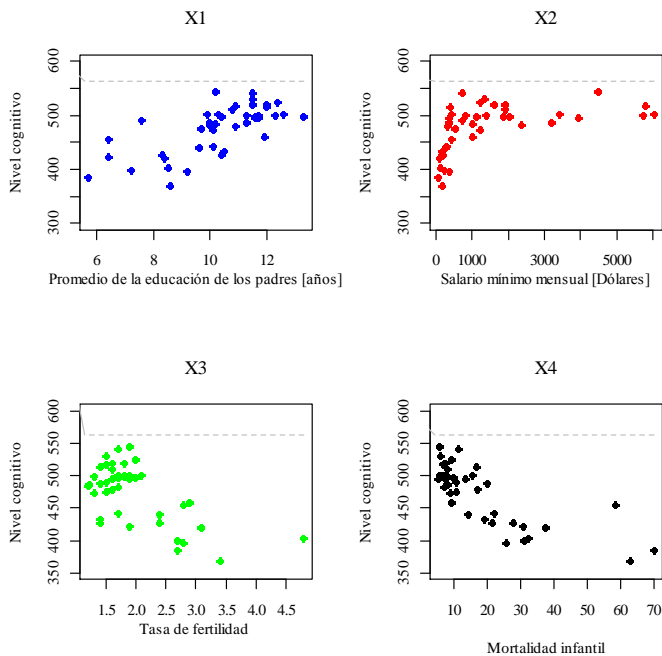 X1
Nivel cognitivo
300 400 500 600
6 8 10 12
Promedio de la educación de los padres [años]
X2
Nivel cognitivo
300 400 500 600
0 1000 3000 5000
Salario mínimo mensual [Dólares]
X3
Nivel cognitivo
350 400 450 500 550 600
1.5 2.0 2.5 3.0 3.5 4.0 4.5
Tasa de fertilidad
X4
Nivel cognitivo
350 400 450 500 550 600
10 20 30 40 50 60 70
Mortalidad infantil